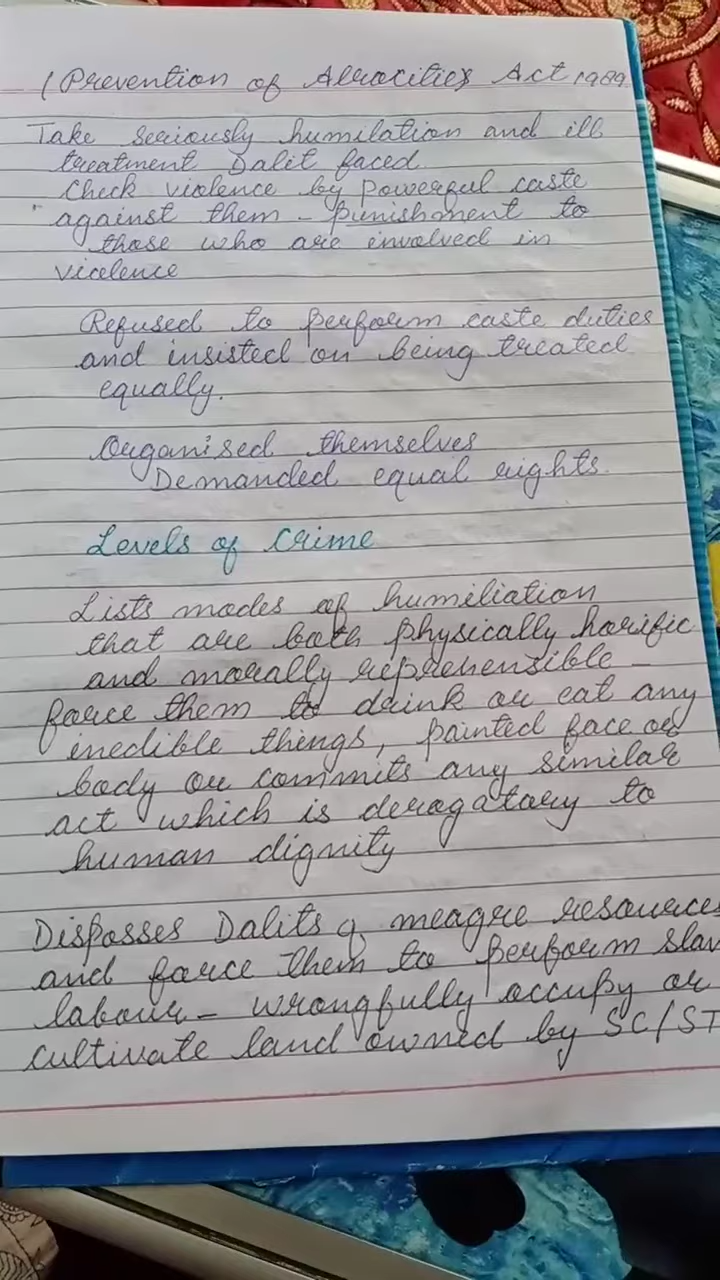 (Prevention of Atrocities Act 1989
Take seriously humilation and ill
treatment Dalit faced
Check violence by powerful caste
against them - punishment to
those who are involved in
violence
Refused to perform caste duties
and insisted on being treated
equally.
Organised themselves
Demanded equal rights
Levels of Crime
Lists modes of humiliation
that are both physically horific
and morally reprehensible -
force them to drink or eat any
inedible things, painted face or
body or commits any similar
act which is derogatory to
human dignity
Disposses Dalits of meagre resources
and force them to perform slav
labour - wrongfully occupy or
cultivate land owned by SC/ST